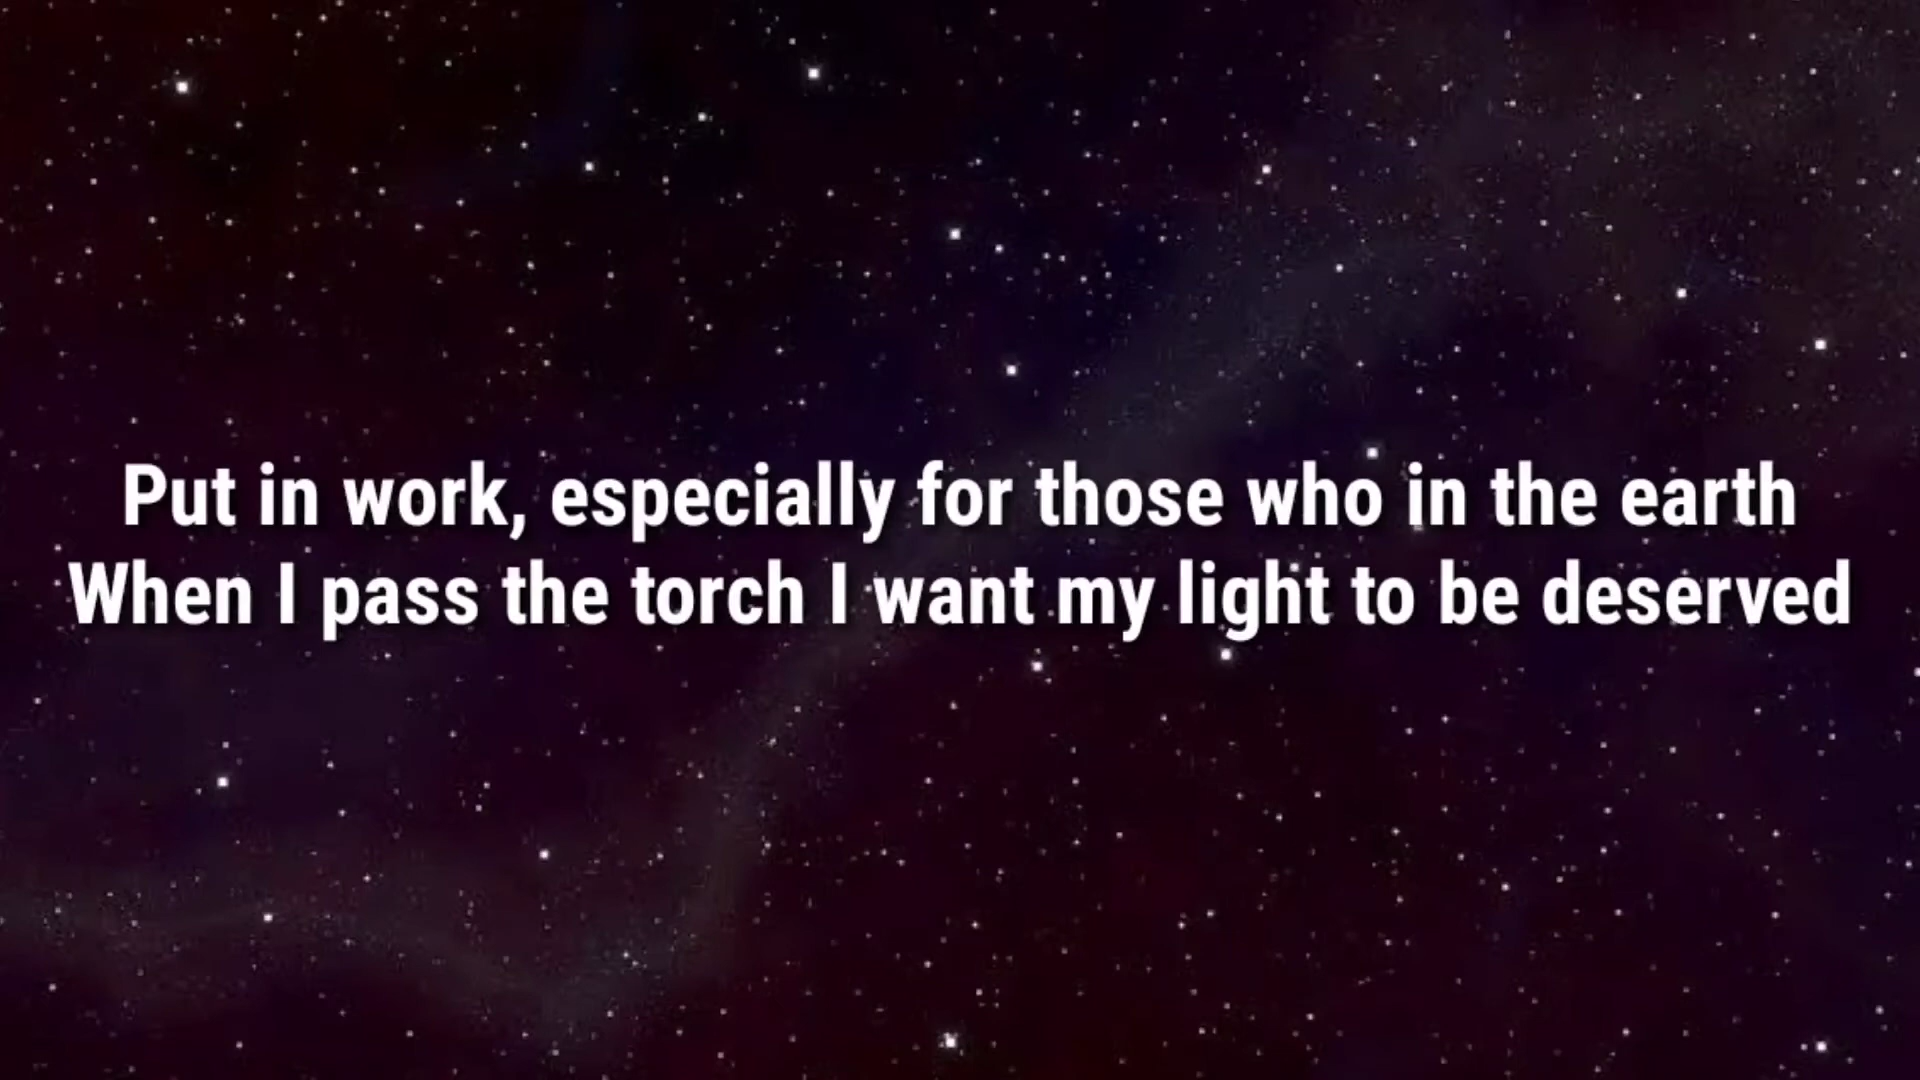 Put in work, especially for those who in the earth
When I pass the torch I want my light to be deserved